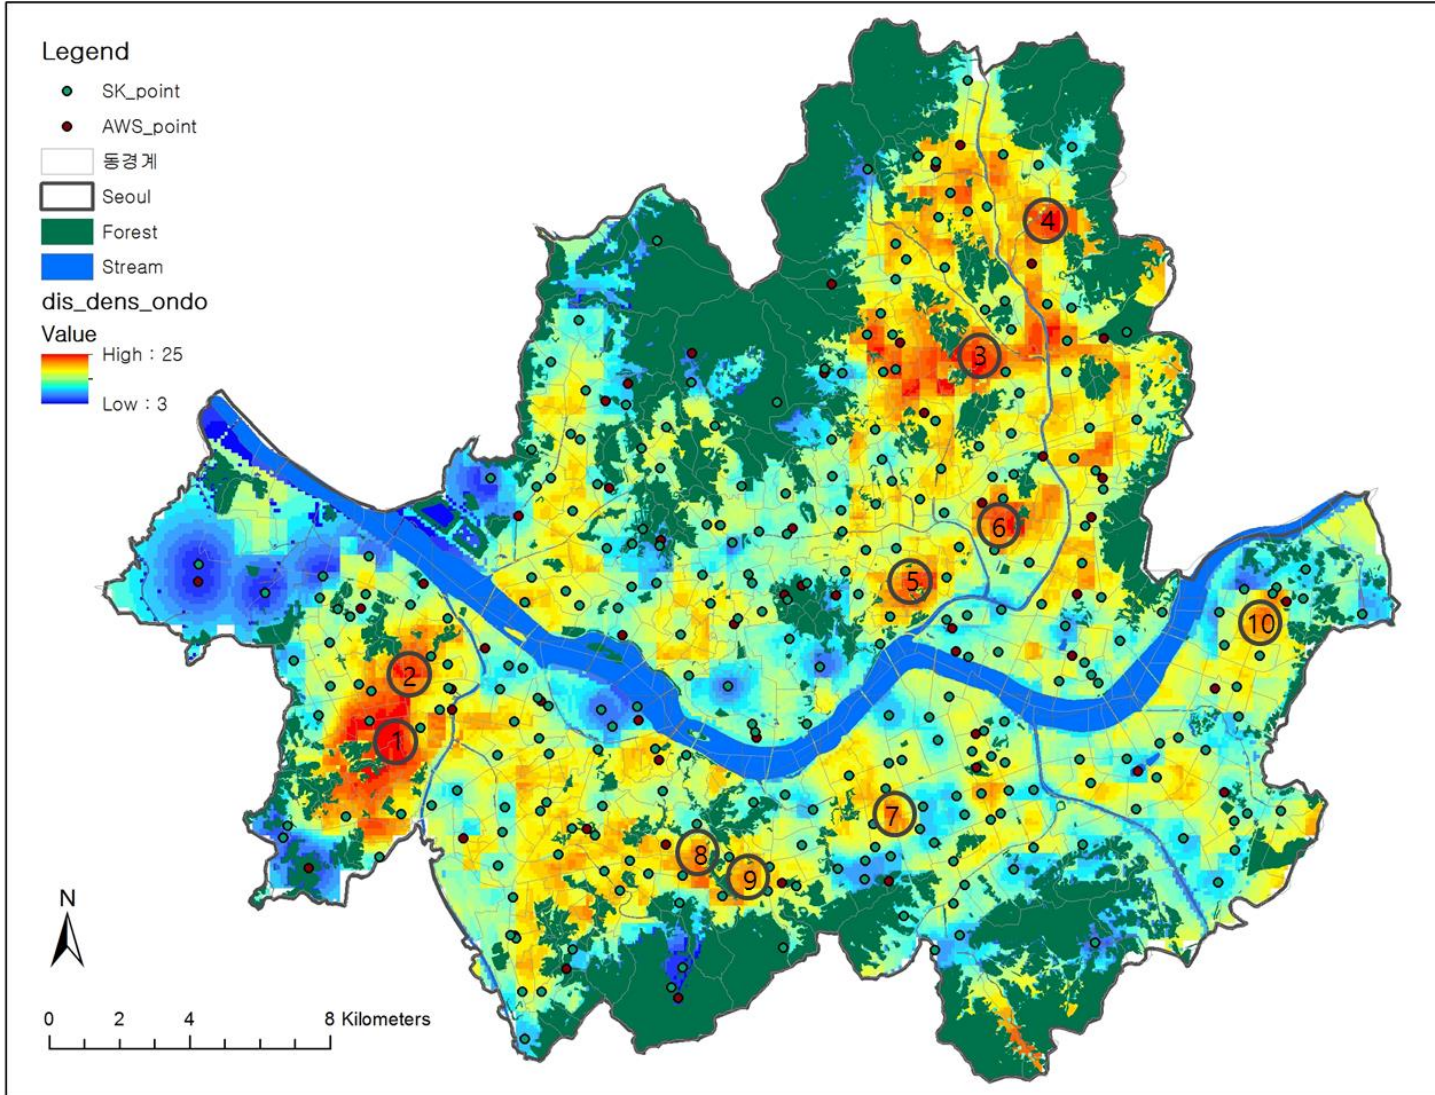 Legend
SK_point
AWS_point
동경계
Seoul
Forest
Stream
dis_dens_ondo
Value
High : 25
Low : 3
4
3
6
5
10
2
1
7
8
9
N
0 2 4 8 Kilometers